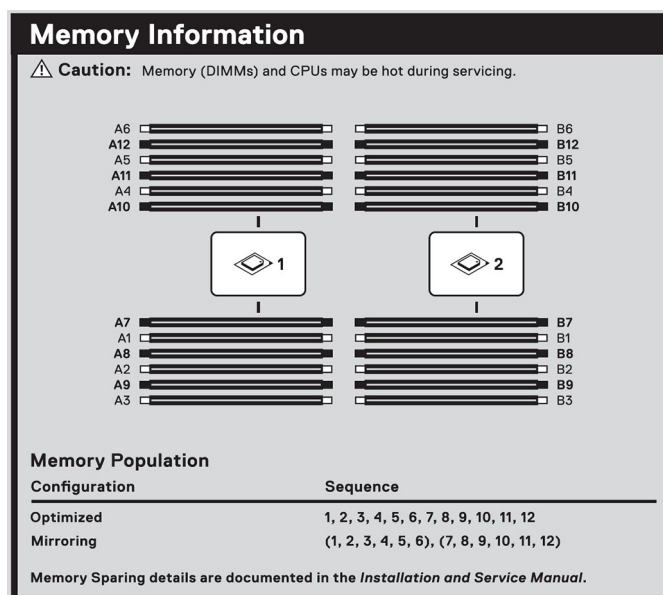 Memory Information
Caution: Memory (DIMMs) and CPUs may be hot during servicing.
A6 B6
A12 B12
A5 B5
A11 B11
A4 B4
A10 B10
1 2
A7 B7
A1 B1
A8 B8
A2 B2
A9 B9
A3 B3
Memory Population
Configuration Sequence
Optimized 1, 2, 3, 4, 5, 6, 7, 8, 9, 10, 11, 12
Mirroring (1, 2, 3, 4, 5, 6), (7, 8, 9, 10, 11, 12)
Memory Sparing details are documented in the Installation and Service Manual.